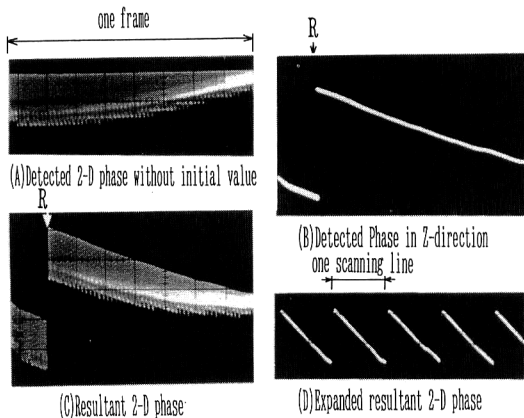 one frame
(A)Detected 2-D phase without initial value
R
(B)Detected Phase in Z-direction
R
(C)Resultant 2-D phase
one scanning line
(D)Expanded resultant 2-D phase